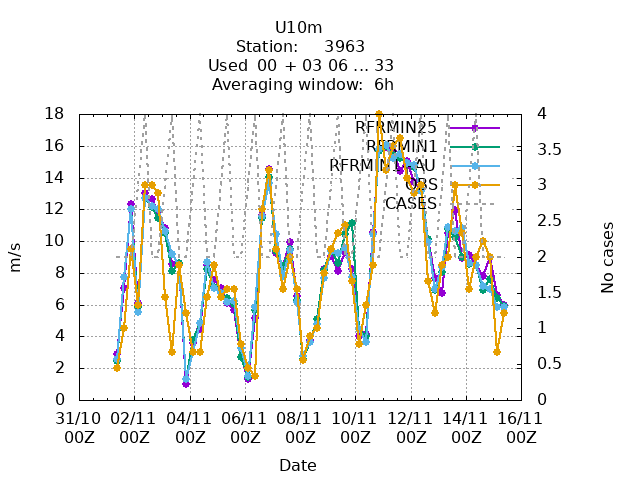 U10m
Station: 3963
Used 00 + 03 06 ... 33
Averaging window: 6h
RFRMIN25
RFRMIN1
OBS
CASES
18
16
14
12
10
8
6
4
2
0
4
3.5
3
2.5
2
1.5
1
0.5
0
m/s
No cases
31/10 02/11 04/11 06/11 08/11 10/11 12/11 14/11 16/11
00Z 00Z 00Z 00Z 00Z 00Z 00Z 00Z 00Z
Date